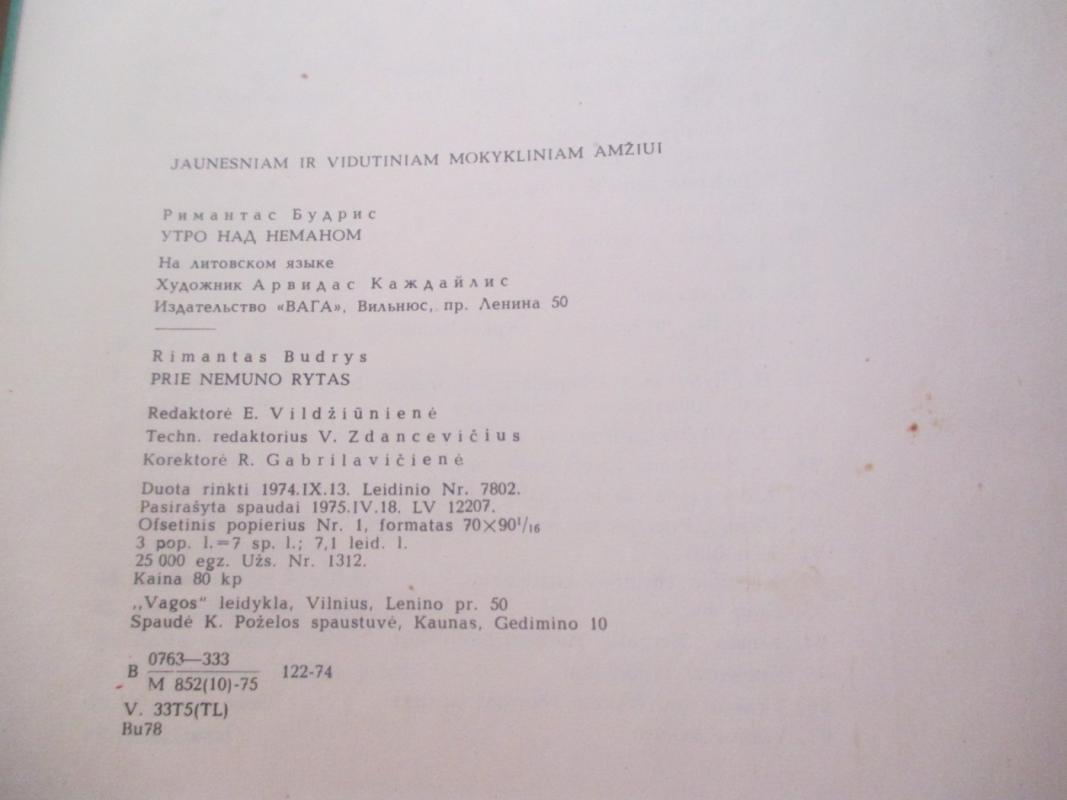 JAUNESNIAM IR VIDUTINIAM MOKYKLINIAM AMŽIUI
Римантас Будрис
УТРО НАД НЕМАНОМ
На литовском языке
Художник Арвидас Каждайлис
Издательство «ВАГА», Вильнюс, пр. Ленина 50
Rimantas Budrys
PRIE NEMUNO RYTAS
Redaktorė E. Vildžiūnienė
Techn. redaktorius V. Zdancevičius
Korektorė R. Gabrilavičienė
Duota rinkti 1974.IX.13. Leidinio Nr. 7802.
Pasirašyta spaudai 1975.IV.18. LV 12207.
Ofsetinis popierius Nr. 1, formatas 70×90¹/₁₆
3 pop. l.=7 sp. l.; 7,1 leid. l.
25 000 egz. Užs. Nr. 1312.
Kaina 80 kp
„Vagos“ leidykla, Vilnius, Lenino pr. 50
Spaudė K. Poželos spaustuvė, Kaunas, Gedimino 10
0763—333
B 122-74
M 852(10)-75
V. 33T5(TL)
Bu78